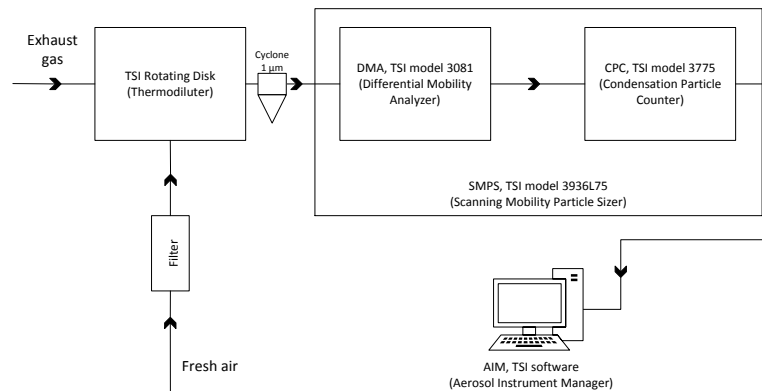 Exhaust
gas
TSI Rotating Disk
(Thermodiluter)
Cyclone
1 µm
DMA, TSI model 3081
(Differential Mobility
Analyzer)
CPC, TSI model 3775
(Condensation Particle
Counter)
SMPS, TSI model 3936L75
(Scanning Mobility Particle Sizer)
Filter
Fresh air
AIM, TSI software
(Aerosol Instrument Manager)